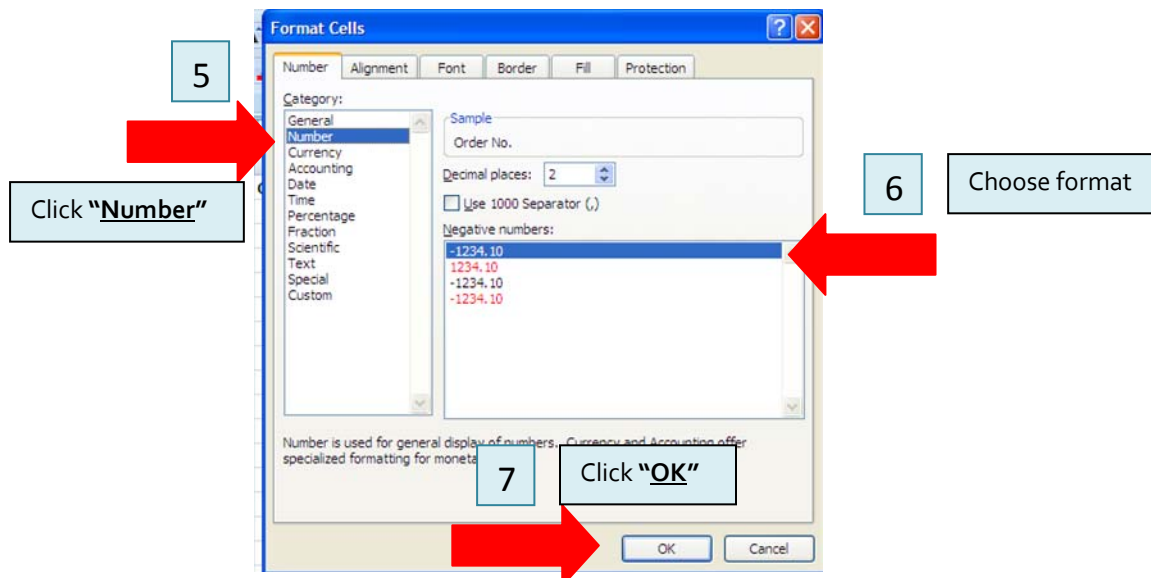 Format Cells
5
Number Alignment Font Border Fill Protection
Category:
General
Number
Currency
Accounting
Date
Time
Percentage
Fraction
Scientific
Text
Special
Custom
Click “Number”
Sample
Order No.
Decimal places: 2
Use 1000 Separator (,)
Negative numbers:
-1234.10
1234.10
-1234.10
-1234.10
6
Choose format
Number is used for general display of numbers. Currency and Accounting offer
specialized formatting for moneta
7
Click “OK”
OK Cancel